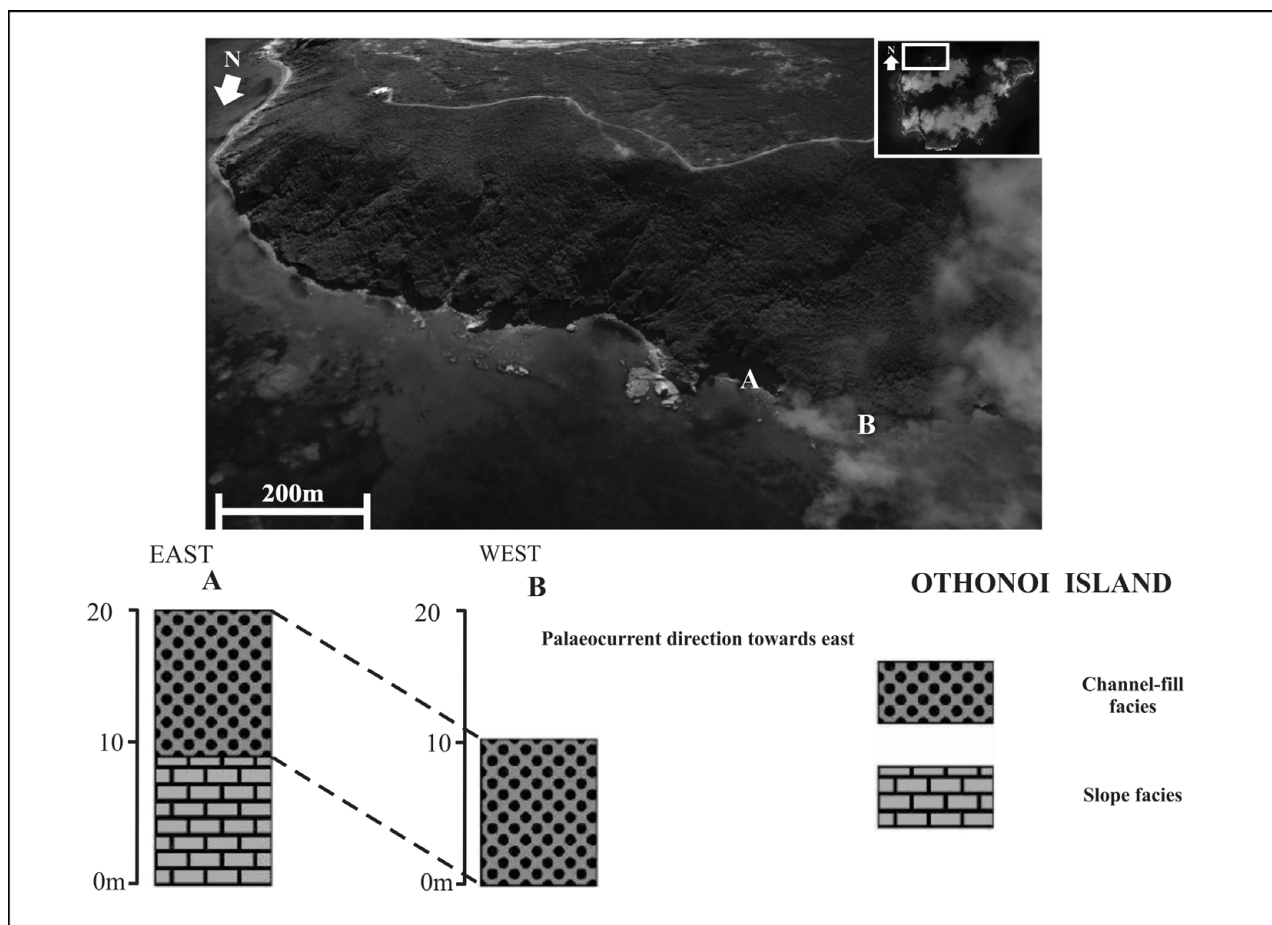 N
N
A
B
200m
EAST
A
WEST
B
OTHONOI ISLAND
20
10
0m
20
10
0m
Palaeocurrent direction towards east
Channel-fill
facies
Slope facies